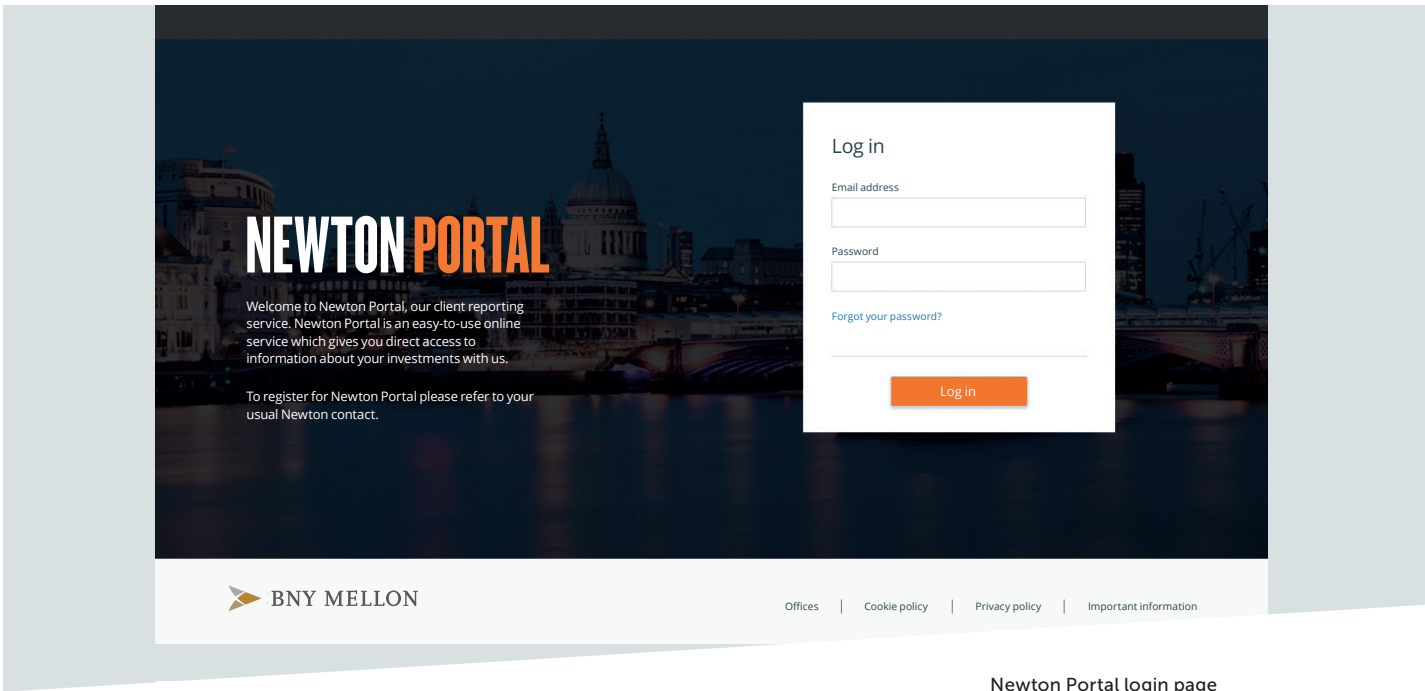 NEWTON PORTAL
Welcome to Newton Portal, our client reporting
service. Newton Portal is an easy-to-use online
service which gives you direct access to
information about your investments with us.
To register for Newton Portal please refer to your
usual Newton contact.
Log in
Email address
Password
Forgot your password?
Log in
BNY MELLON
Offices | Cookie policy | Privacy policy | Important information
Newton Portal login page